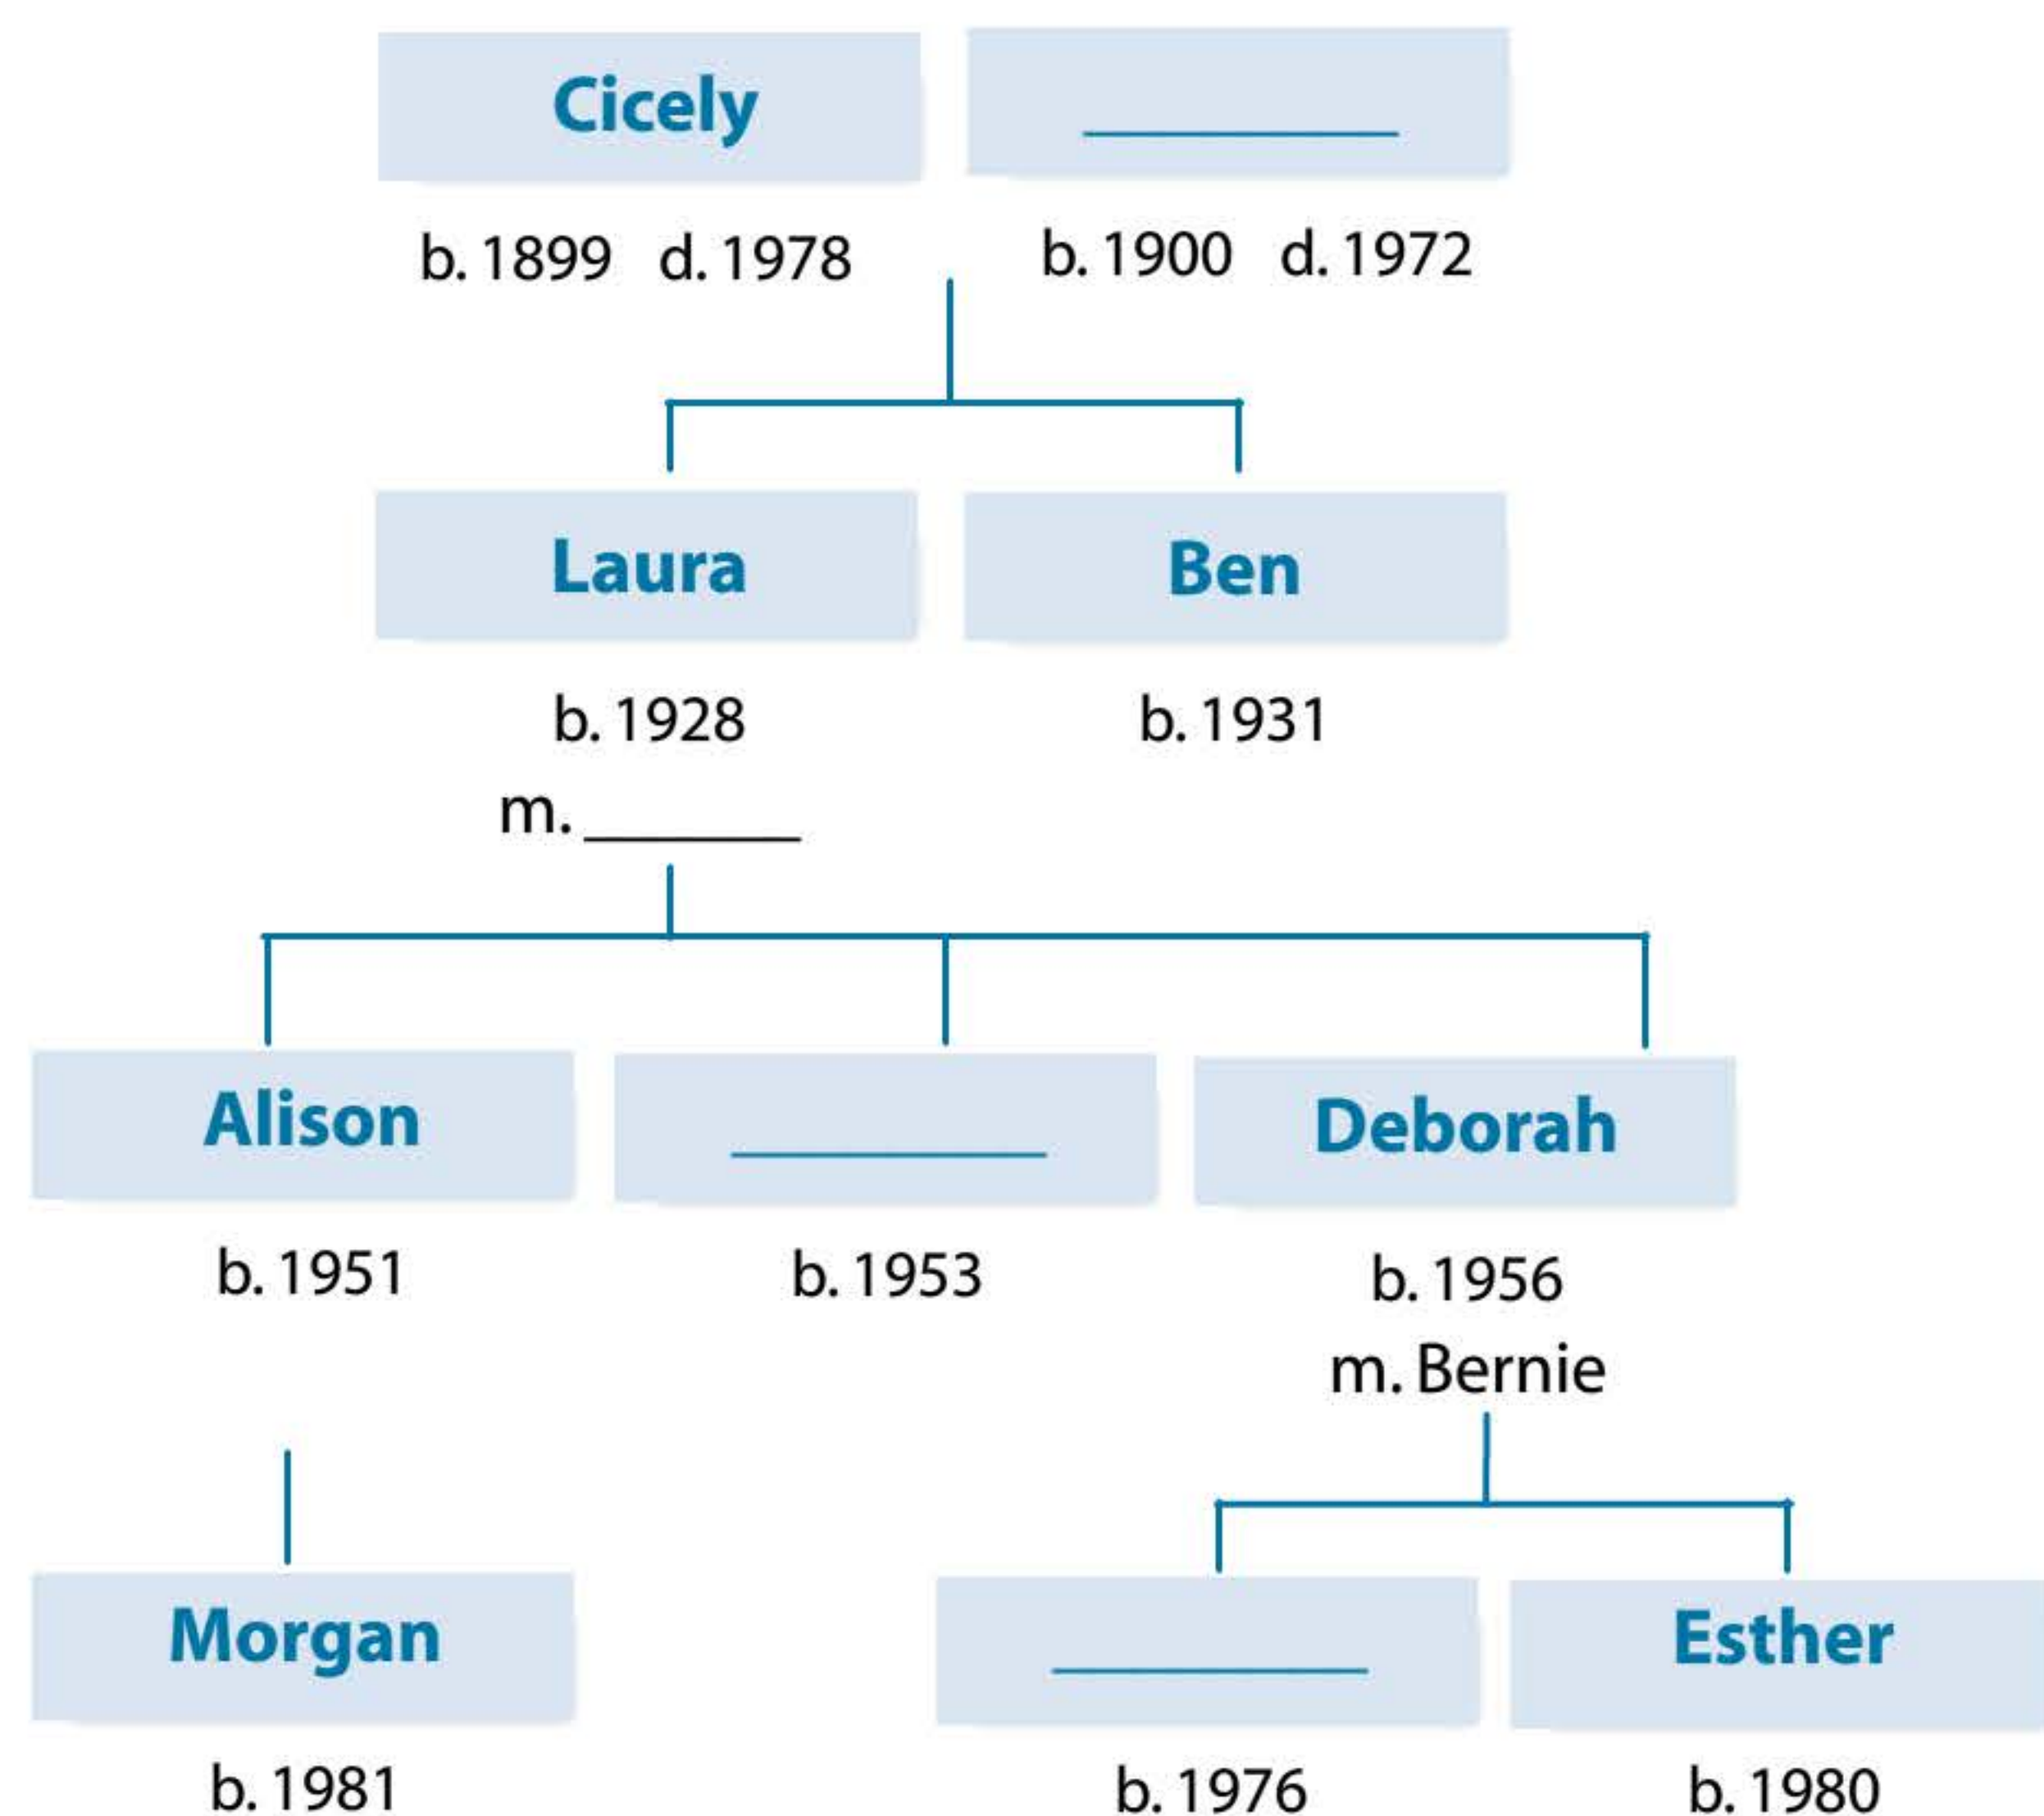 Cicely
b. 1899 d. 1978 b. 1900 d. 1972
Laura Ben
b. 1928 b. 1931
m. ________
Alison Deborah
b. 1951 b. 1953 b. 1956
m. Bernie
Morgan Esther
b. 1981 b. 1976 b. 1980